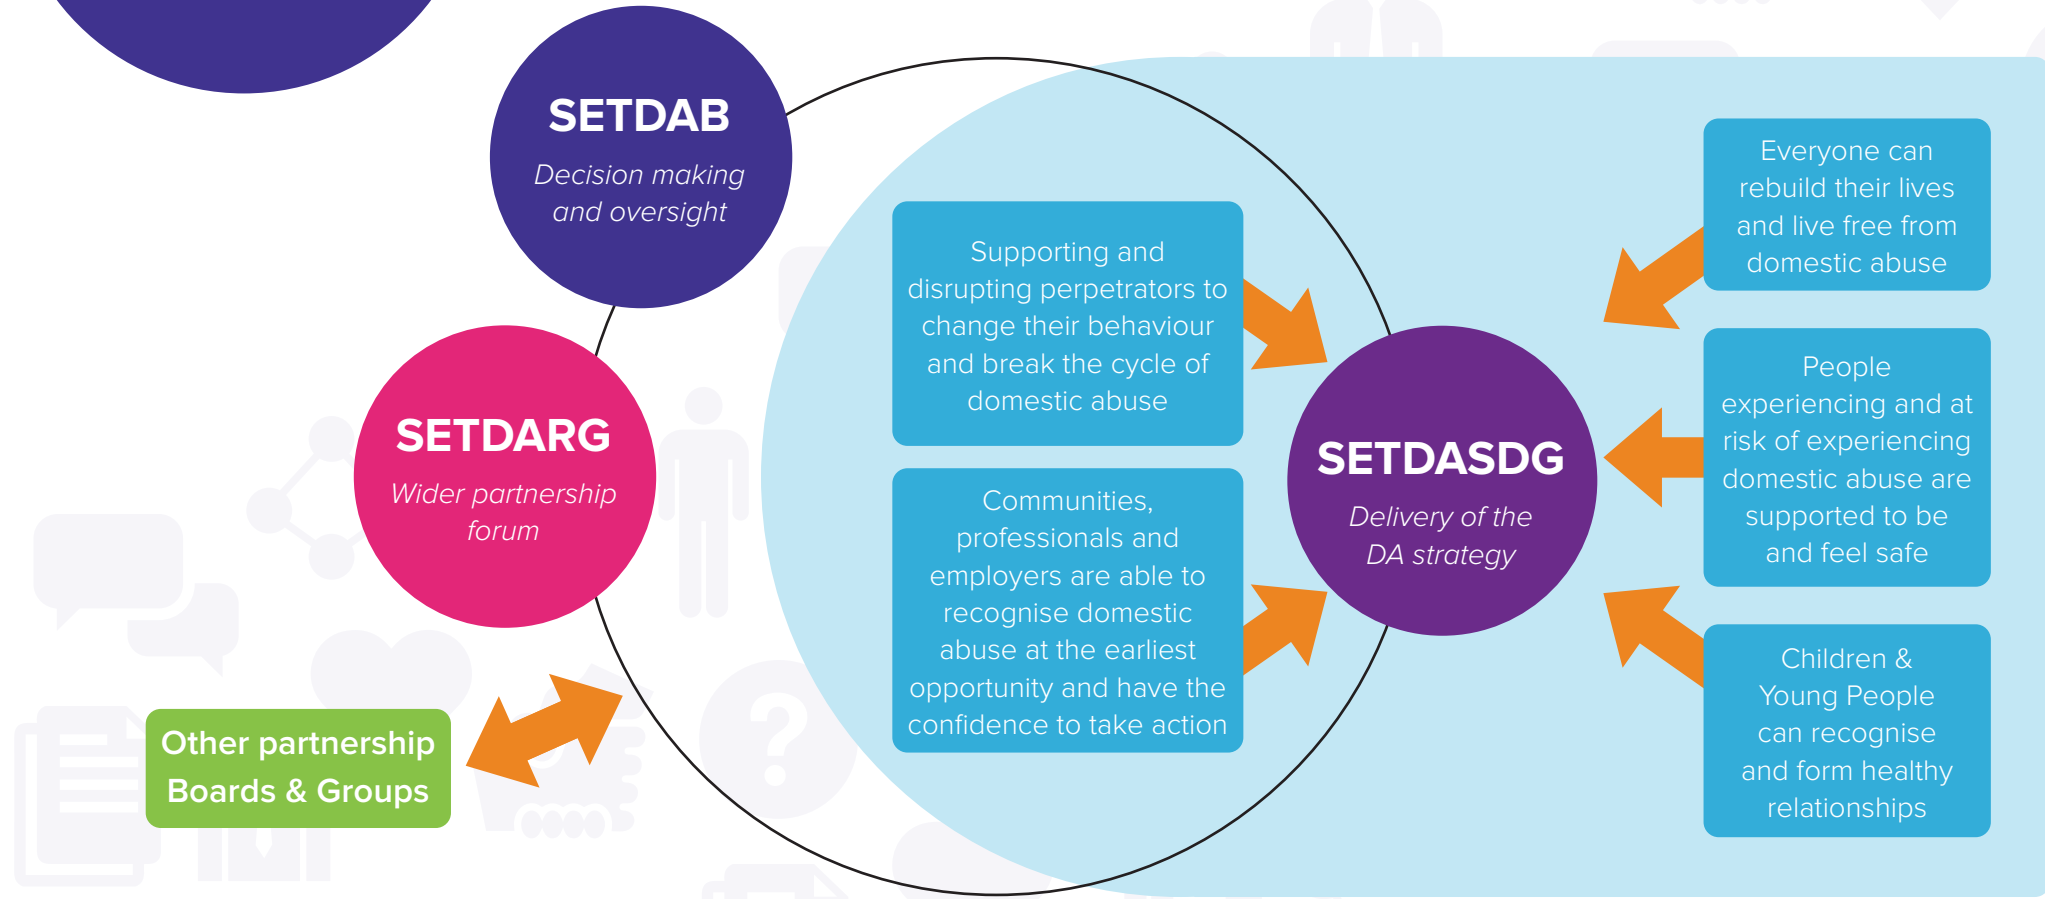 SETDAB
Decision making
and oversight
SETDARG
Wider partnership
forum
Other partnership
Boards & Groups
Supporting and
disrupting perpetrators to
change their behaviour
and break the cycle of
domestic abuse
Communities,
professionals and
employers are able to
recognise domestic
abuse at the earliest
opportunity and have the
confidence to take action
SETDASDG
Delivery of the
DA strategy
Everyone can
rebuild their lives
and live free from
domestic abuse
People
experiencing and at
risk of experiencing
domestic abuse are
supported to be
and feel safe
Children &
Young People
can recognise
and form healthy
relationships